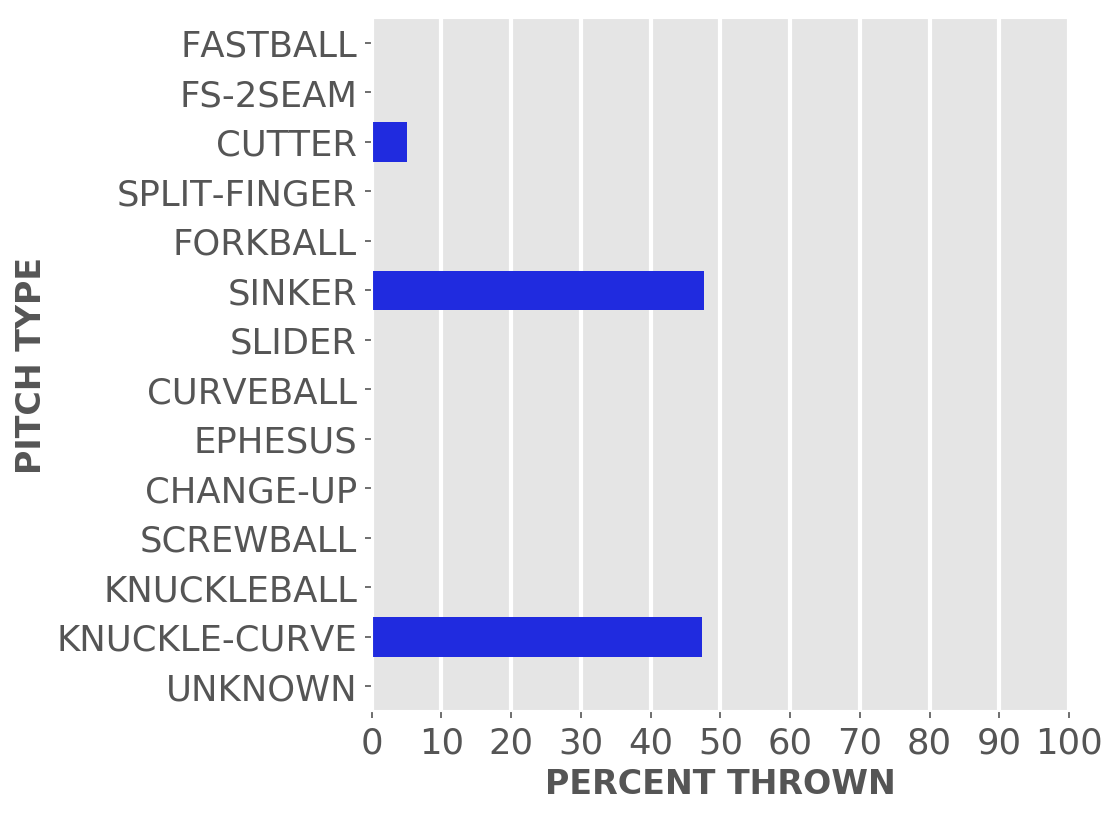 FASTBALL
FS-2SEAM
CUTTER
SPLIT-FINGER
FORKBALL
SINKER
SLIDER
CURVEBALL
EPHESUS
CHANGE-UP
SCREWBALL
KNUCKLEBALL
KNUCKLE-CURVE
UNKNOWN
PITCH TYPE
0 10 20 30 40 50 60 70 80 90 100
PERCENT THROWN